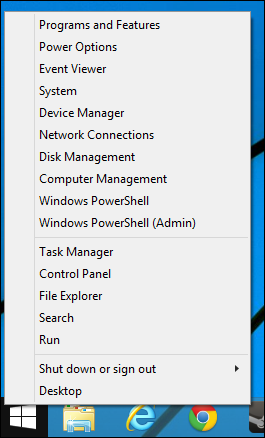 Programs and Features
Power Options
Event Viewer
System
Device Manager
Network Connections
Disk Management
Computer Management
Windows PowerShell
Windows PowerShell (Admin)
Task Manager
Control Panel
File Explorer
Search
Run
Shut down or sign out
Desktop